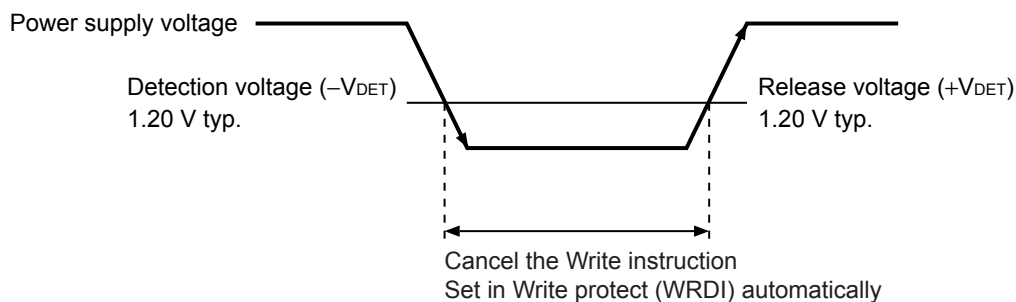 Power supply voltage
Detection voltage (−VDET)
1.20 V typ.
Release voltage (+VDET)
1.20 V typ.
Cancel the Write instruction
Set in Write protect (WRDI) automatically